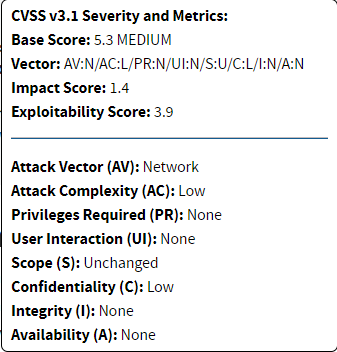 CVSS v3.1 Severity and Metrics:
Base Score: 5.3 MEDIUM
Vector: AV:N/AC:L/PR:N/UI:N/S:U/C:L/I:N/A:N
Impact Score: 1.4
Exploitability Score: 3.9
Attack Vector (AV): Network
Attack Complexity (AC): Low
Privileges Required (PR): None
User Interaction (UI): None
Scope (S): Unchanged
Confidentiality (C): Low
Integrity (I): None
Availability (A): None